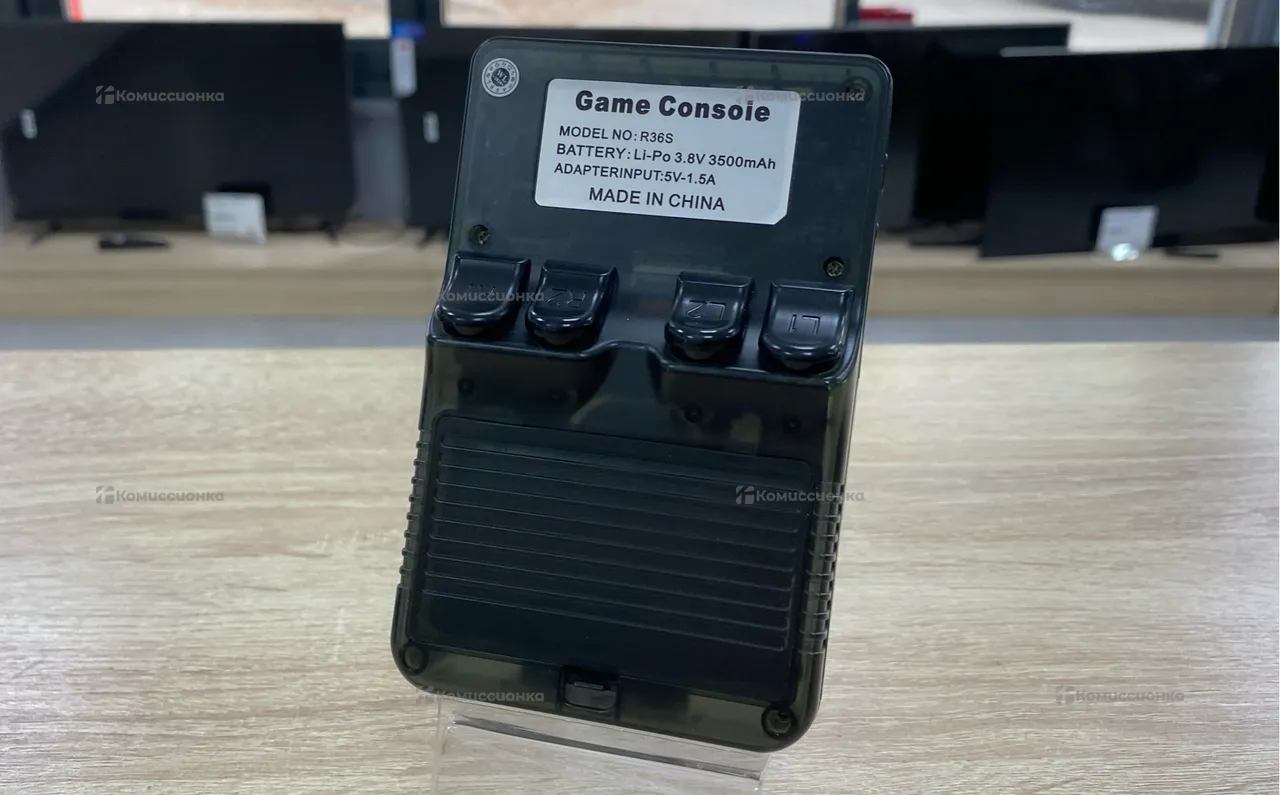 Комиссионка
Комиссионка
Game Console
MODEL NO: R36S
BATTERY: Li-Po 3.8V 3500mAh
ADAPTERINPUT:5V-1.5A
MADE IN CHINA
Комиссионка
R2
L2
L1
Комиссионка
Комиссионка
Комиссионка
Комиссионка